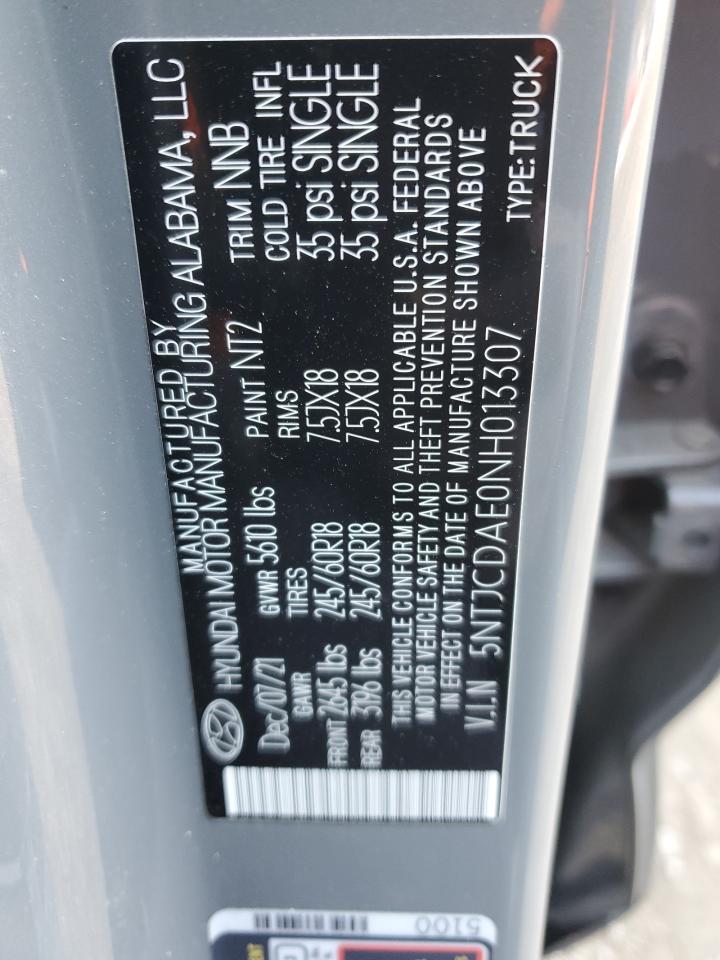 MANUFACTURED BY
HYUNDAI MOTOR MANUFACTURING ALABAMA, LLC
Dec/07/21 GVWR 5610 lbs PAINT NT2 TRIM NNB
GAWR TIRES RIMS COLD TIRE INFL
FRONT 2645 lbs 245/60R18 7.5JX18 35 psi SINGLE
REAR 3196 lbs 245/60R18 7.5JX18 35 psi SINGLE
THIS VEHICLE CONFORMS TO ALL APPLICABLE U.S.A. FEDERAL
MOTOR VEHICLE SAFETY AND THEFT PREVENTION STANDARDS
IN EFFECT ON THE DATE OF MANUFACTURE SHOWN ABOVE
V.I.N 5NTJCDAE0NH013307
TYPE: TRUCK
5100